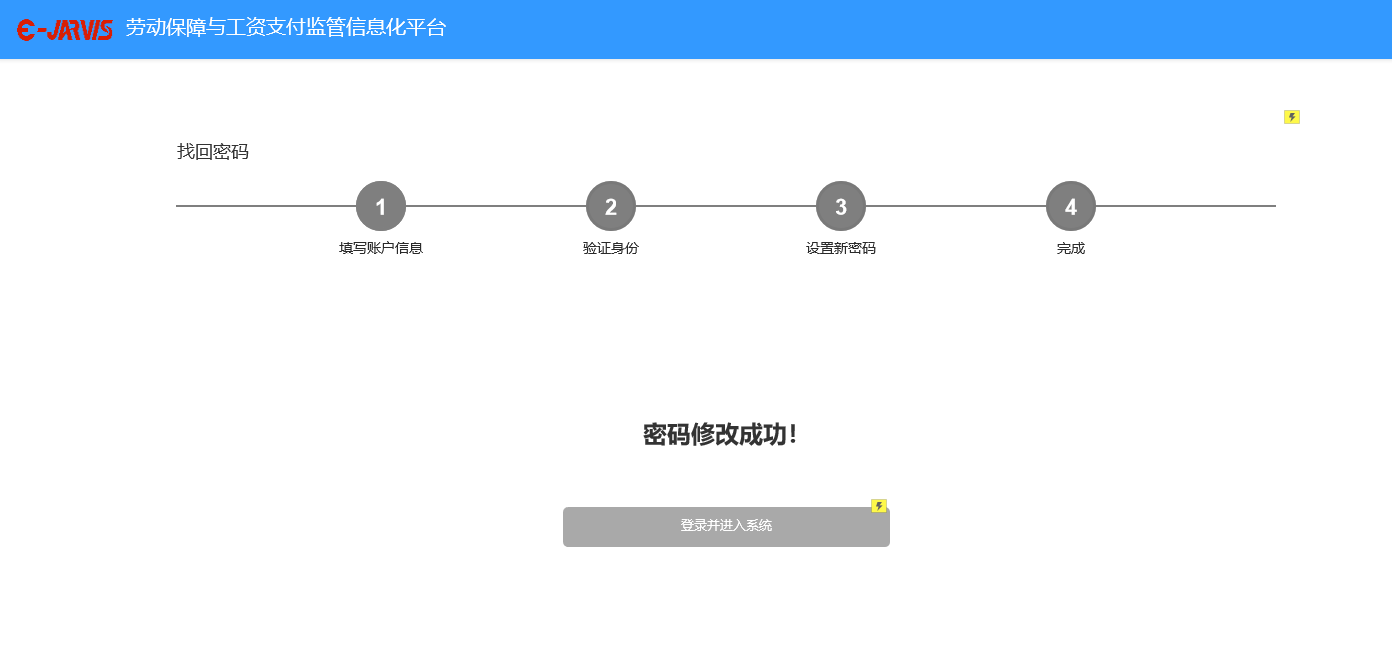 E-JARVIS 劳动保障与工资支付监管信息化平台
找回密码
1 2 3 4
填写账户信息 验证身份 设置新密码 完成
密码修改成功！
登录并进入系统